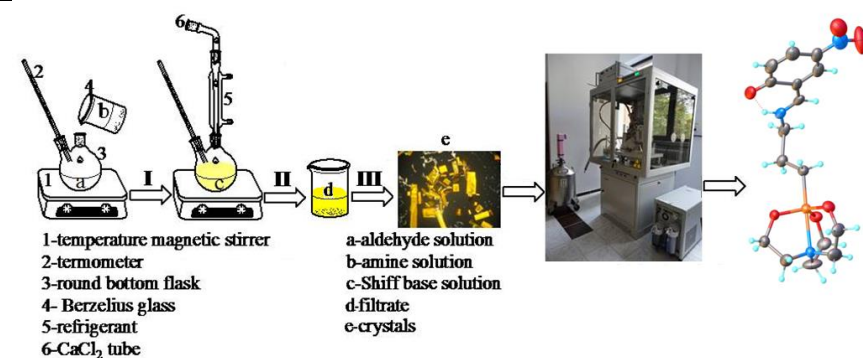 6
2
4
b
5
e
3
1
a
I
c
II
d
III
1-temperature magnetic stirrer
2-termometer
3-round bottom flask
4- Berzelius glass
5-refrigerant
6-CaCl₂ tube
a-aldehyde solution
b-amine solution
c-Shiff base solution
d-filtrate
e-crystals